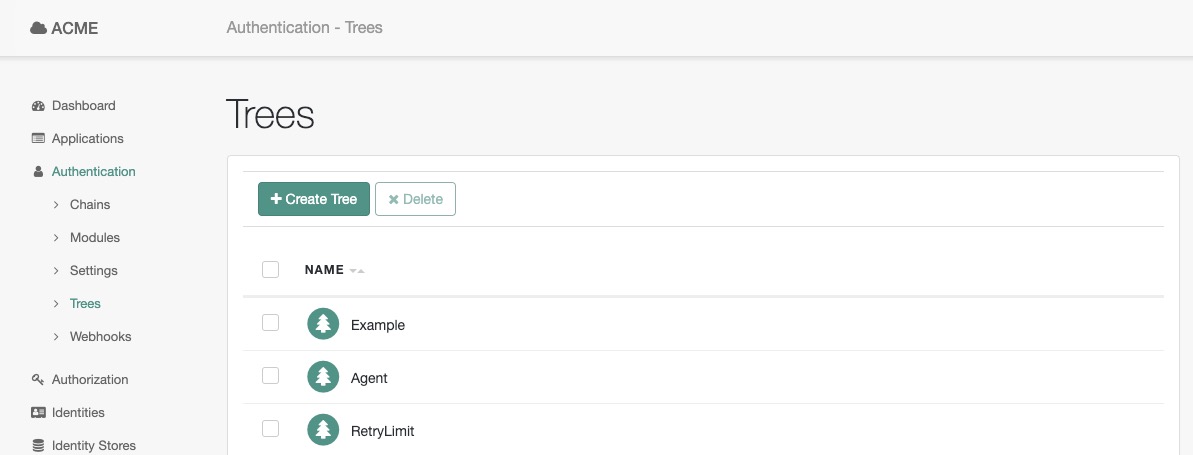 ACME
Authentication - Trees
Dashboard
Applications
Authentication
Chains
Modules
Settings
Trees
Webhooks
Authorization
Identities
Identity Stores
Trees
Create Tree
Delete
NAME
Example
Agent
RetryLimit